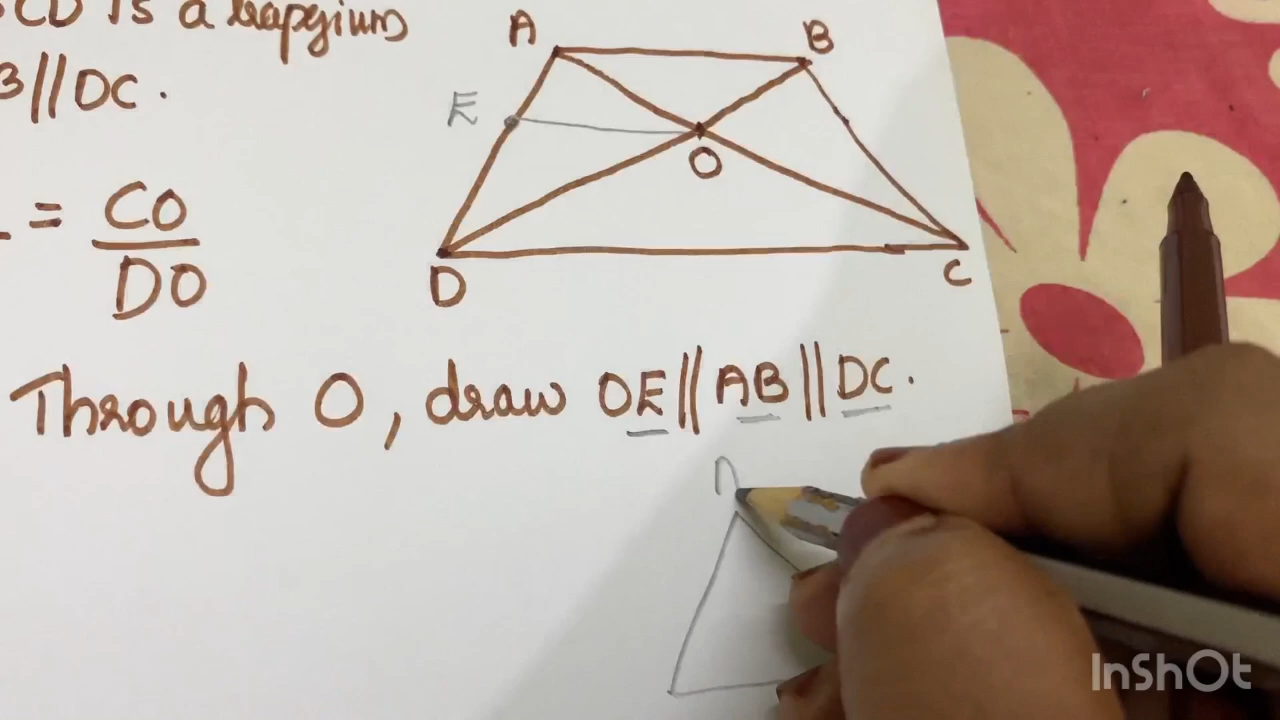 CD is a trapezium
A B
E
B||DC.
O
= CO
DO
D C
Through O, draw OE||AB||DC.
InShOt